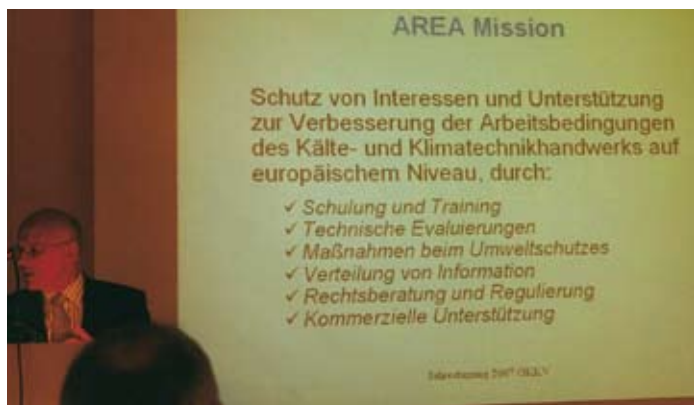 AREA Mission
Schutz von Interessen und Unterstützung
zur Verbesserung der Arbeitsbedingungen
des Kälte- und Klimatechnikhandwerks auf
europäischem Niveau, durch:
✓ Schulung und Training
✓ Technische Evaluierungen
✓ Maßnahmen beim Umweltschutzes
✓ Verteilung von Information
✓ Rechtsberatung und Regulierung
✓ Kommerzielle Unterstützung